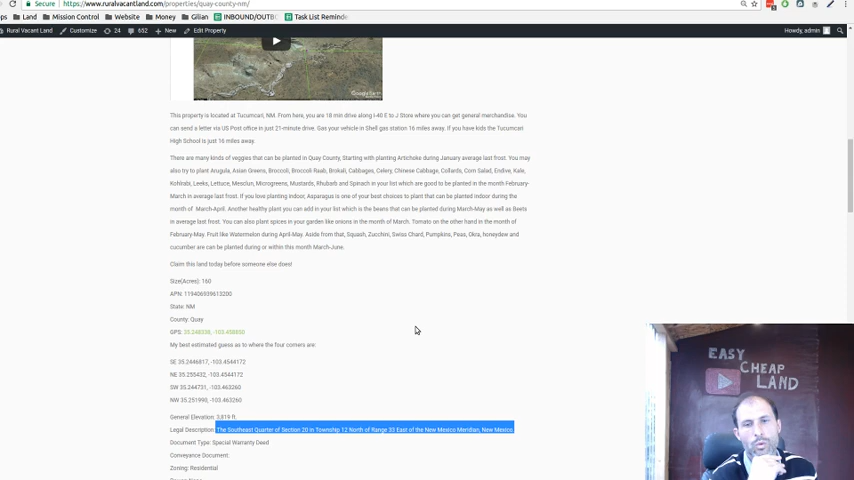 Secure https://www.ruralvacantland.com/properties/quay-county-nm/
Land Mission Control Website Money Gilian INBOUND/OUTBO Task List Reminde
Rural Vacant Land Customize 24 652 New Edit Property Howdy, admin
Google earth
This property is located at Tucumcari, NM. From here, you are 18 min drive along I-40 E to J Store where you can get general merchandise. You
can send a letter via US Post office in just 21-minute drive. Gas your vehicle in Shell gas station 16 miles away. If you have kids the Tucumcari
High School is just 16 miles away.
There are many kinds of veggies that can be planted in Quay County, Starting with planting Artichoke during January average last frost. You may
also try to plant Arugula, Asian Greens, Broccoli, Broccoli Raab, Brokali, Cabbages, Celery, Chinese Cabbage, Collards, Corn Salad, Endive, Kale,
Kohlrabi, Leeks, Lettuce, Mesclun, Microgreens, Mustards, Rhubarb and Spinach in your list which are good to be planted in the month February-
March in average last frost. If you love planting indoor, Asparagus is one of your best choices to plant that can be planted indoor during the
month of March-April. Another healthy plant you can add in your list which is the beans that can be planted during March-May as well as Beets
in average last frost. You can also plant spices in your garden like onions in the month of March. Tomato on the other hand in the month of
February-May. Fruit like Watermelon during April-May. Aside from that, Squash, Zucchini, Swiss Chard, Pumpkins, Peas, Okra, honeydew and
cucumber are can be planted during or within this month March-June.
Claim this land today before someone else does!
Size(Acres): 160
APN: 119406939613200
State: NM
County: Quay
GPS:
My best estimated guess as to where the four corners are:
SE 35.2446817, -103.4544172
NE 35.255432, -103.4544172
SW 35.244731, -103.463260
NW 35.251990, -103.463260
General Elevation: 3,819 ft.
Legal Description: The Southeast Quarter of Section 20 in Township 12 North of Range 33 East of the New Mexico Meridian, New Mexico.
Document Type: Special Warranty Deed
Conveyance Document:
Zoning: Residential
EASY
CHEAP
LAND